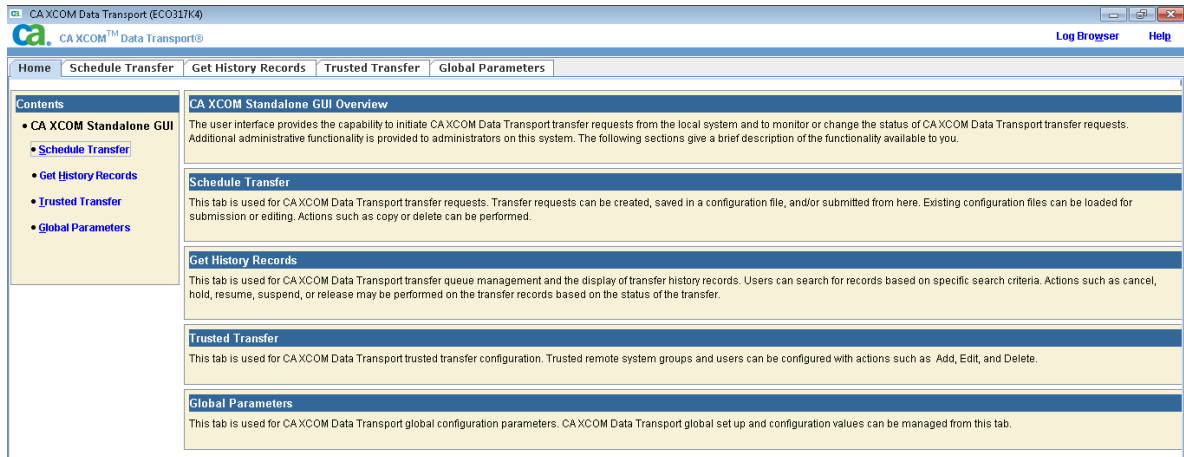 CA XCOM Data Transport (ECO317K4)
ca. CA XCOM™ Data Transport®
Log Browser Help
Home Schedule Transfer Get History Records Trusted Transfer Global Parameters
Contents
• CA XCOM Standalone GUI
• Schedule Transfer
• Get History Records
• Trusted Transfer
• Global Parameters
CA XCOM Standalone GUI Overview
The user interface provides the capability to initiate CA XCOM Data Transport transfer requests from the local system and to monitor or change the status of CA XCOM Data Transport transfer requests.
Additional administrative functionality is provided to administrators on this system. The following sections give a brief description of the functionality available to you.
Schedule Transfer
This tab is used for CA XCOM Data Transport transfer requests. Transfer requests can be created, saved in a configuration file, and/or submitted from here. Existing configuration files can be loaded for
submission or editing. Actions such as copy or delete can be performed.
Get History Records
This tab is used for CA XCOM Data Transport transfer queue management and the display of transfer history records. Users can search for records based on specific search criteria. Actions such as cancel,
hold, resume, suspend, or release may be performed on the transfer records based on the status of the transfer.
Trusted Transfer
This tab is used for CA XCOM Data Transport trusted transfer configuration. Trusted remote system groups and users can be configured with actions such as Add, Edit, and Delete.
Global Parameters
This tab is used for CA XCOM Data Transport global configuration parameters. CA XCOM Data Transport global set up and configuration values can be managed from this tab.